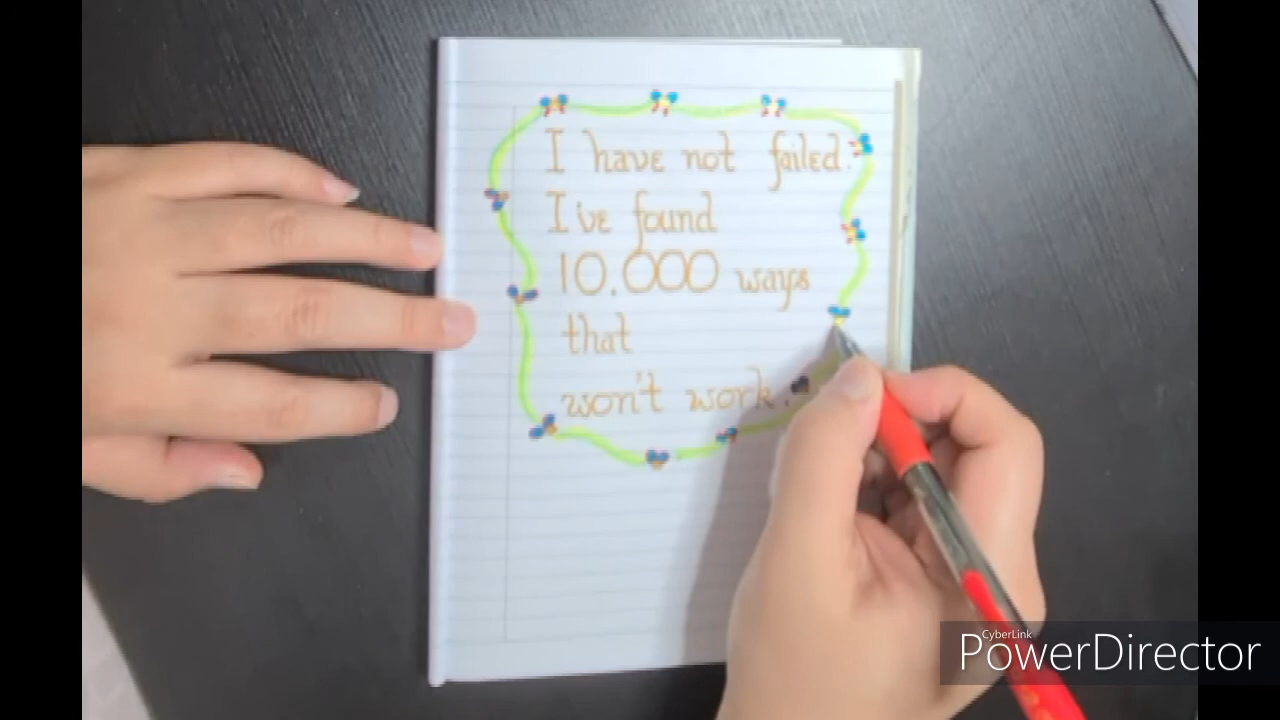 I have not failed.
I've found
10.000 ways
that
won't work.
CyberLink
PowerDirector